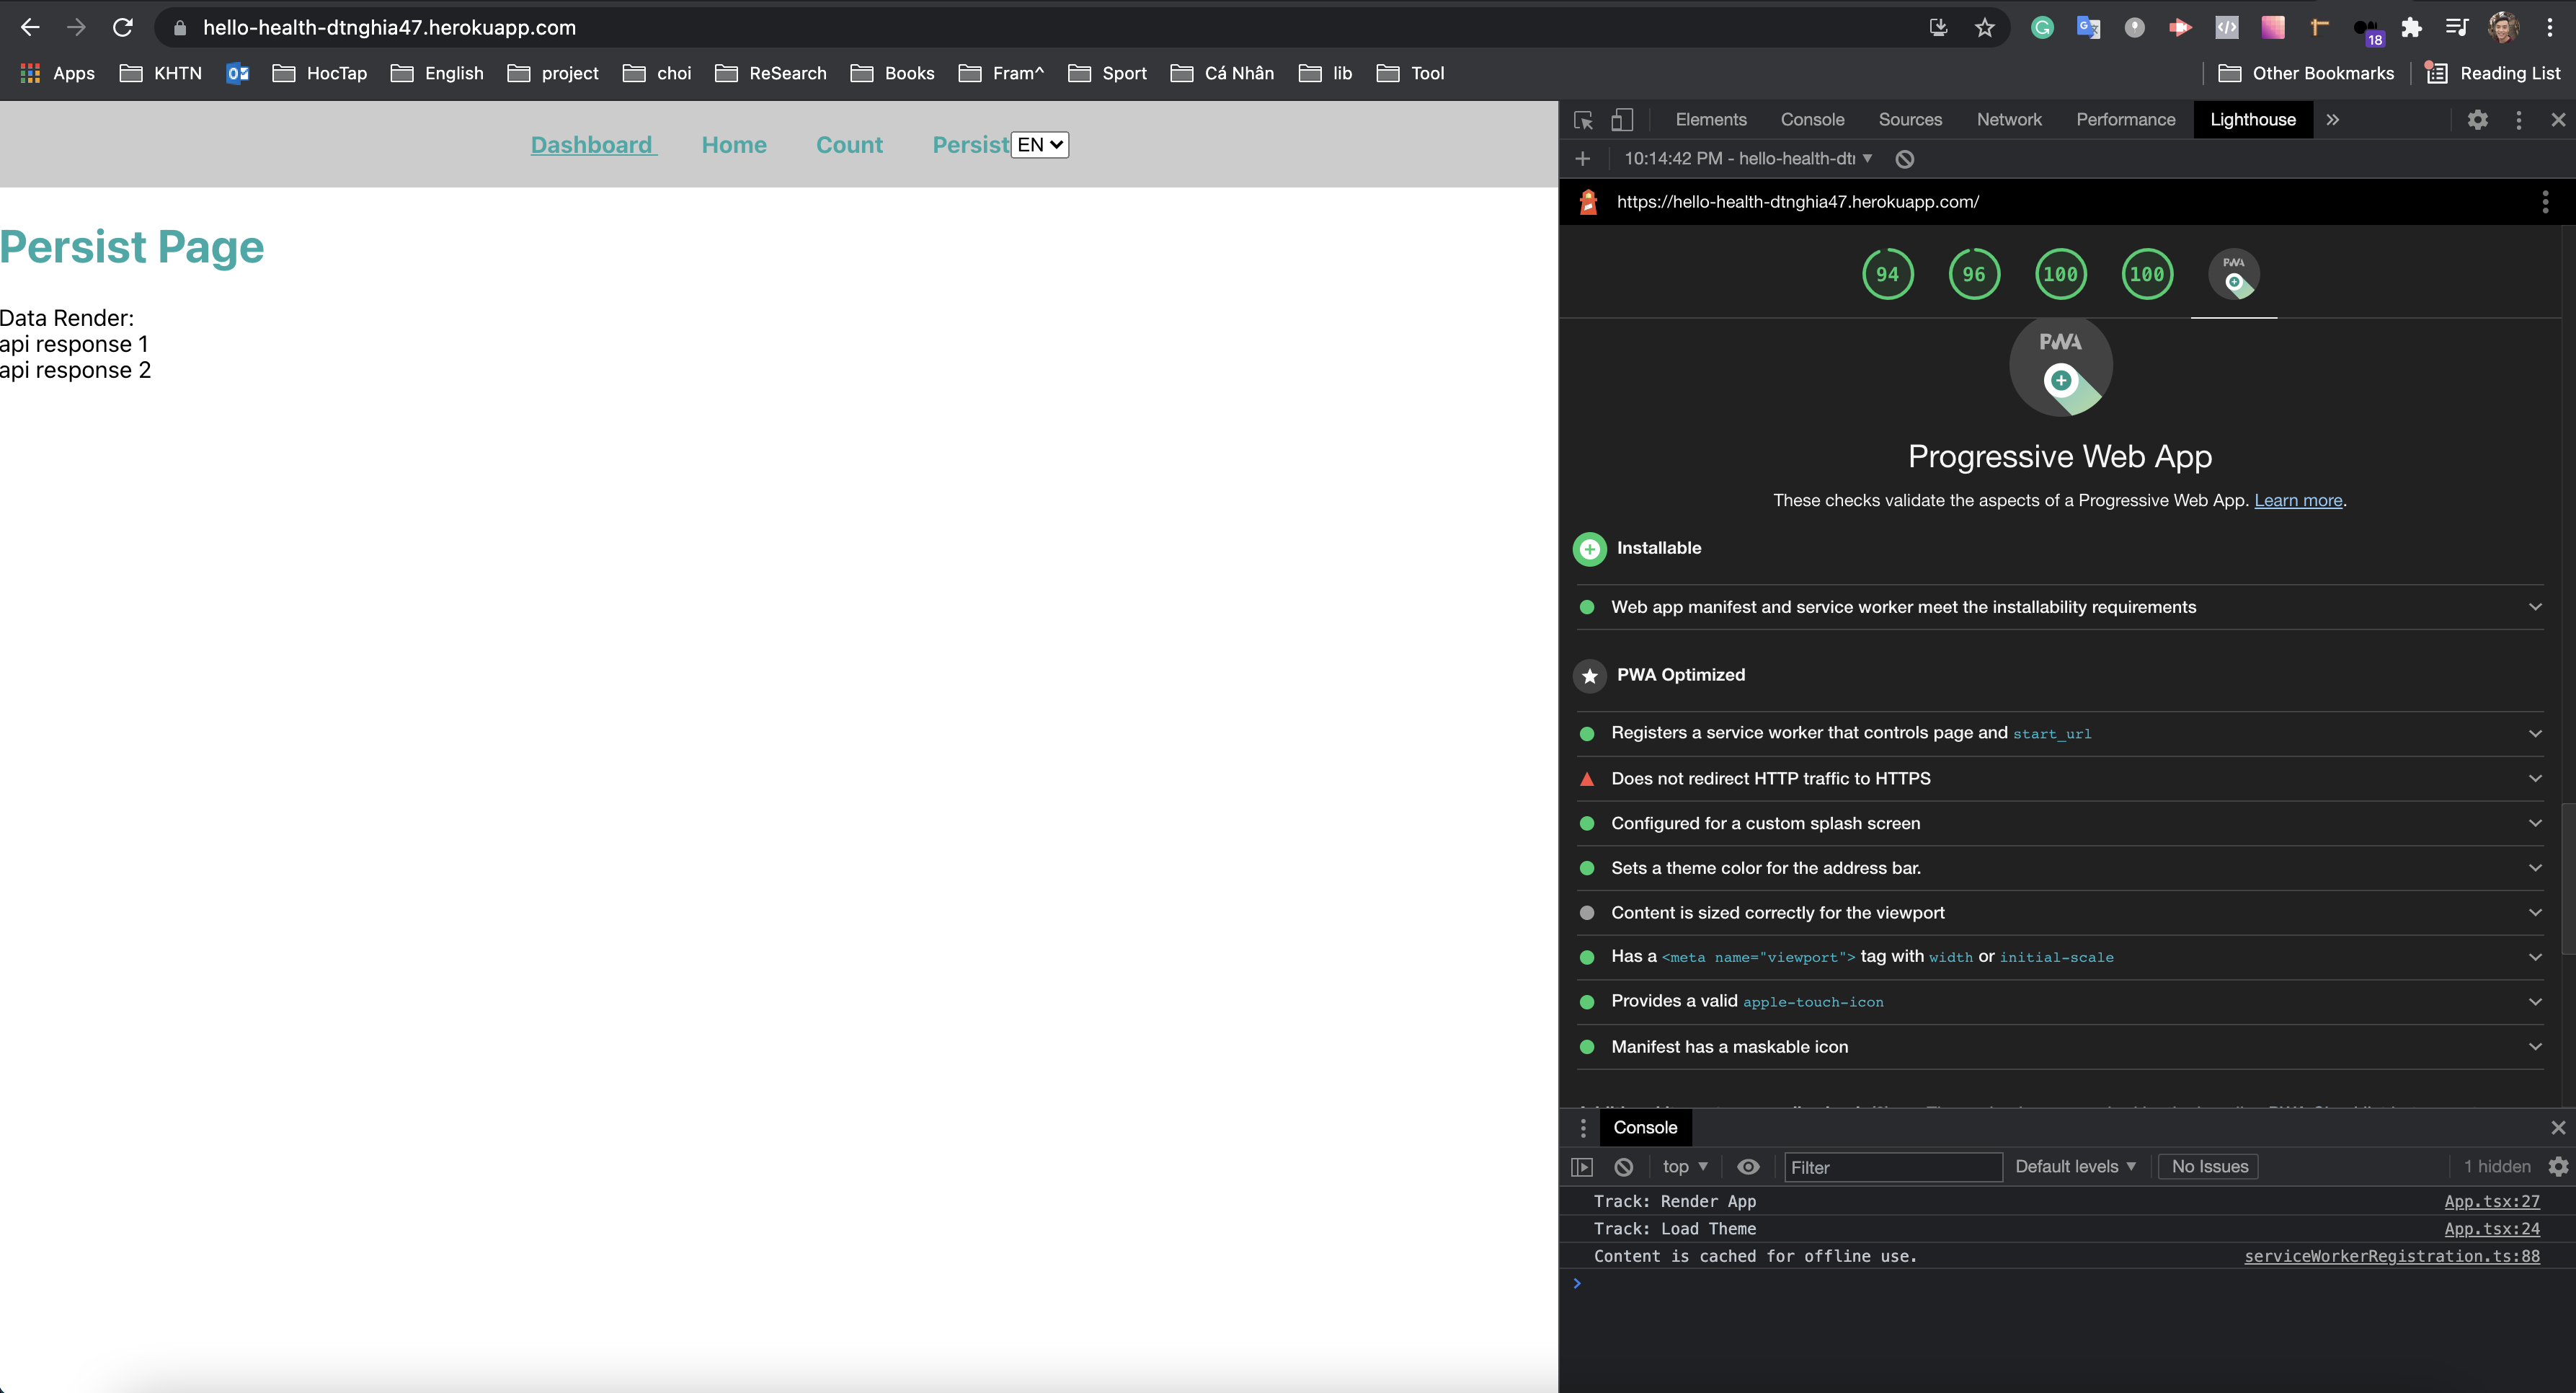 hello-health-dtnghia47.herokuapp.com
18
Apps KHTN HocTap English project choi ReSearch Books Fram^ Sport Cá Nhân lib Tool Other Bookmarks Reading List
Dashboard Home Count Persist EN
Persist Page
Data Render:
api response 1
api response 2
Elements Console Sources Network Performance Lighthouse
10:14:42 PM - hello-health-dtn
https://hello-health-dtnghia47.herokuapp.com/
94 96 100 100 PWA
PWA
Progressive Web App
These checks validate the aspects of a Progressive Web App. Learn more.
Installable
Web app manifest and service worker meet the installability requirements
PWA Optimized
Registers a service worker that controls page and start_url
Does not redirect HTTP traffic to HTTPS
Configured for a custom splash screen
Sets a theme color for the address bar.
Content is sized correctly for the viewport
Has a <meta name="viewport"> tag with width or initial-scale
Provides a valid apple-touch-icon
Manifest has a maskable icon
Console
top Filter Default levels No Issues 1 hidden
Track: Render App App.tsx:27
Track: Load Theme App.tsx:24
Content is cached for offline use. serviceWorkerRegistration.ts:88